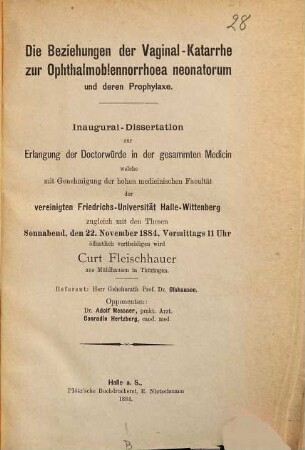 28
Die Beziehungen der Vaginal-Katarrhe
zur Ophthalmoblennorrhoea neonatorum
und deren Prophylaxe.
Inaugural-Dissertation
zur
Erlangung der Doctorwürde in der gesammten Medicin
welche
mit Genehmigung der hohen medicinischen Facultät
der
vereinigten Friedrichs-Universität Halle-Wittenberg
zugleich mit den Thesen
Sonnabend, den 22. November 1884, Vormittags 11 Uhr
öffentlich vertheidigen wird
Curt Fleischhauer
aus Mühlhausen in Thüringen.
Referent: Herr Geheimrath Prof. Dr. Olshausen.
Opponenten:
Dr. Adolf Messner, prakt. Arzt.
Conradin Hertzberg, cand. med.
Halle a. S.,
Plötz'sche Buchdruckerei, R. Nietschmann
1884.
B